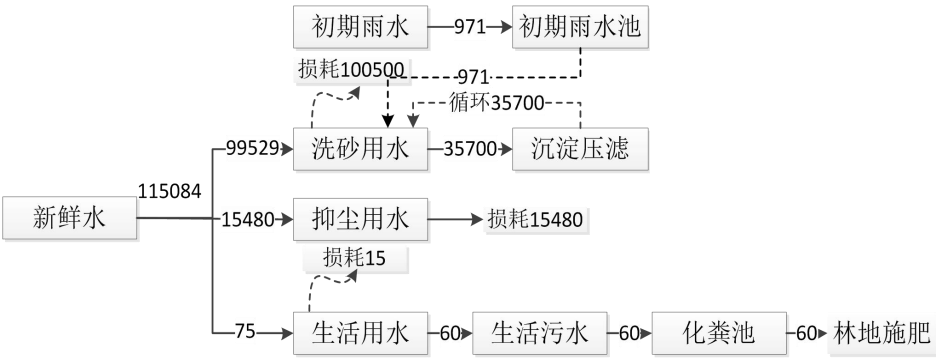 初期雨水
971
初期雨水池
损耗100500
971
循环35700
99529
洗砂用水
35700
沉淀压滤
115084
新鲜水
15480
抑尘用水
损耗15480
损耗15
75
生活用水
60
生活污水
60
化粪池
60
林地施肥